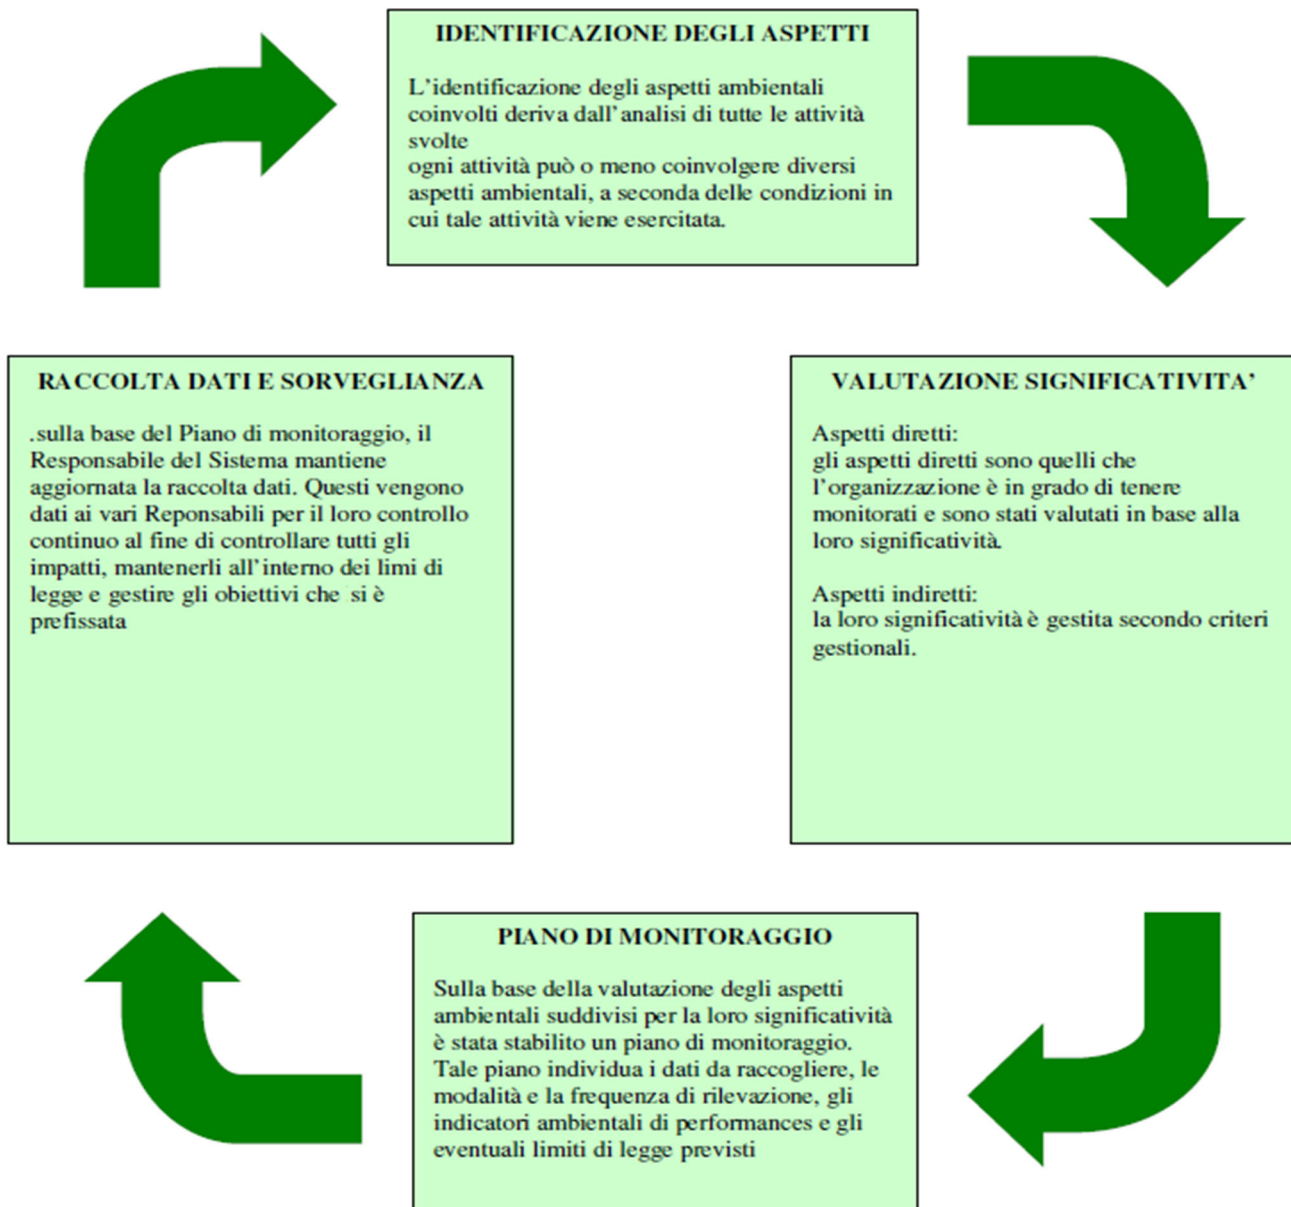 IDENTIFICAZIONE DEGLI ASPETTI
L'identificazione degli aspetti ambientali
coinvolti deriva dall'analisi di tutte le attività
svolte
ogni attività può o meno coinvolgere diversi
aspetti ambientali, a seconda delle condizioni in
cui tale attività viene esercitata.
VALUTAZIONE SIGNIFICATIVITA'
Aspetti diretti:
gli aspetti diretti sono quelli che
l'organizzazione è in grado di tenere
monitorati e sono stati valutati in base alla
loro significatività.
Aspetti indiretti:
la loro significatività è gestita secondo criteri
gestionali.
PIANO DI MONITORAGGIO
Sulla base della valutazione degli aspetti
ambientali suddivisi per la loro significatività
è stata stabilito un piano di monitoraggio.
Tale piano individua i dati da raccogliere, le
modalità e la frequenza di rilevazione, gli
indicatori ambientali di performances e gli
eventuali limiti di legge previsti
RACCOLTA DATI E SORVEGLIANZA
.sulla base del Piano di monitoraggio, il
Responsabile del Sistema mantiene
aggiornata la raccolta dati. Questi vengono
dati ai vari Reponsabili per il loro controllo
continuo al fine di controllare tutti gli
impatti, mantenerli all'interno dei limi di
legge e gestire gli obiettivi che si è
prefissata